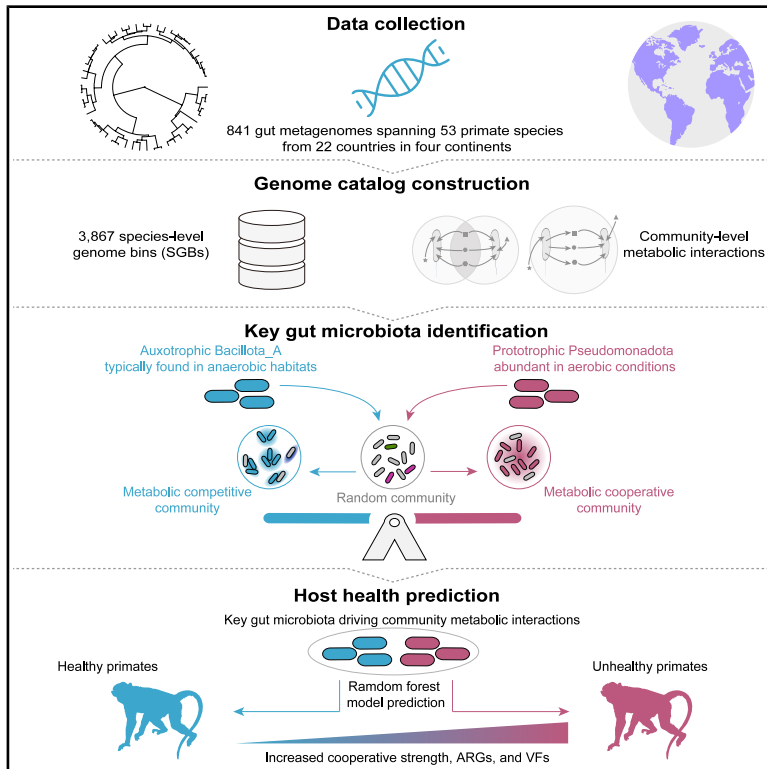 Data collection
841 gut metagenomes spanning 53 primate species
from 22 countries in four continents
Genome catalog construction
3,867 species-level
genome bins (SGBs)
Community-level
metabolic interactions
Key gut microbiota identification
Auxotrophic Bacillota_A
typically found in anaerobic habitats
Prototrophic Pseudomonadota
abundant in aerobic conditions
Metabolic competitive
community
Random community
Metabolic cooperative
community
Host health prediction
Key gut microbiota driving community metabolic interactions
Healthy primates
Unhealthy primates
Ramdom forest
model prediction
Increased cooperative strength, ARGs, and VFs